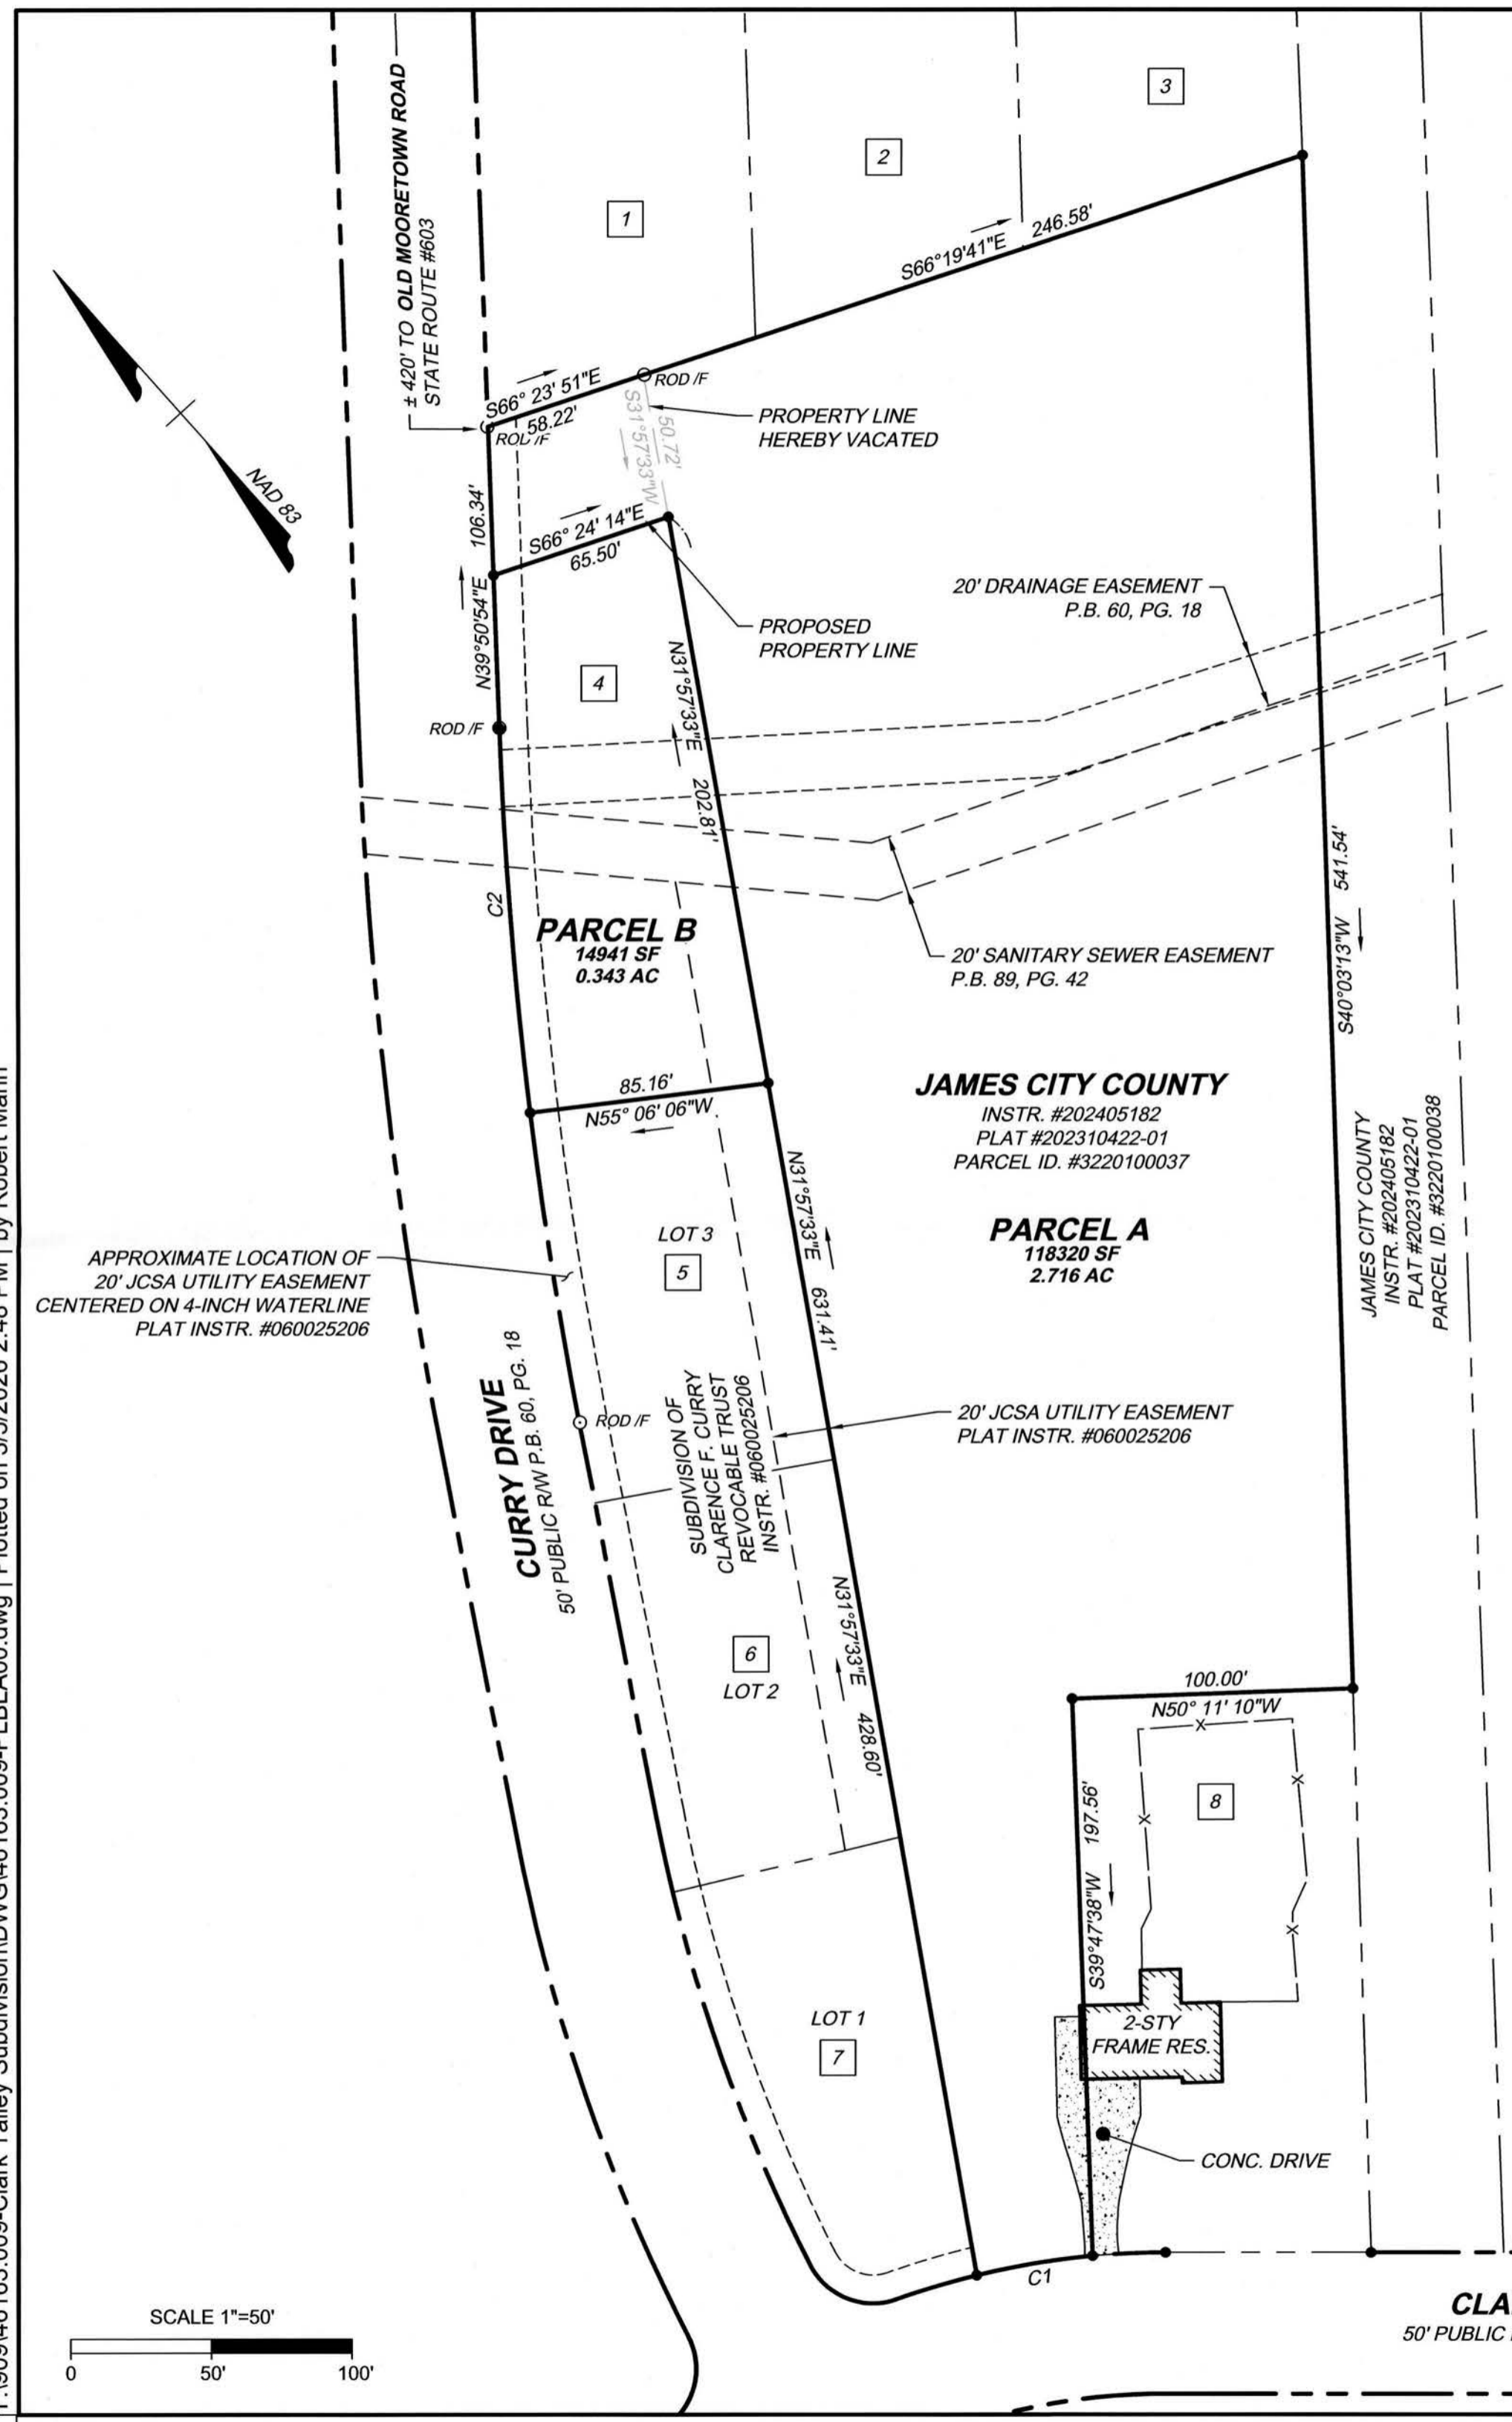 ± 420' TO OLD MOORETOWN ROAD
STATE ROUTE #603
1
2
3
S66°19'41"E 246.58'
S66° 23' 51"E
58.22'
ROD /F
ROD /F
S31°57'33"W
50.72'
PROPERTY LINE
HEREBY VACATED
NAD 83
N39°50'54"E 106.34'
S66° 24' 14"E
65.50'
PROPOSED
PROPERTY LINE
20' DRAINAGE EASEMENT
P.B. 60, PG. 18
4
ROD /F
N31°57'33"E 202.81'
C2
PARCEL B
14941 SF
0.343 AC
20' SANITARY SEWER EASEMENT
P.B. 89, PG. 42
S40°03'13"W 541.54'
85.16'
N55° 06' 06"W
JAMES CITY COUNTY
INSTR. #202405182
PLAT #202310422-01
PARCEL ID. #3220100037
JAMES CITY COUNTY
INSTR. #202405182
PLAT #202310422-01
PARCEL ID. #3220100038
N31°57'33"E 631.41'
PARCEL A
118320 SF
2.716 AC
LOT 3
5
APPROXIMATE LOCATION OF
20' JCSA UTILITY EASEMENT
CENTERED ON 4-INCH WATERLINE
PLAT INSTR. #060025206
CURRY DRIVE
50' PUBLIC R/W P.B. 60, PG. 18
ROD /F
SUBDIVISION OF
CLARENCE F. CURRY
REVOCABLE TRUST
INSTR. #060025206
20' JCSA UTILITY EASEMENT
PLAT INSTR. #060025206
N31°57'33"E 428.60'
6
LOT 2
100.00'
N50° 11' 10"W
8
S39°47'38"W 197.56'
LOT 1
7
2-STY
FRAME RES.
CONC. DRIVE
C1
SCALE 1"=50'
0 50' 100'
CLA
50' PUBLIC
by Robert Mann